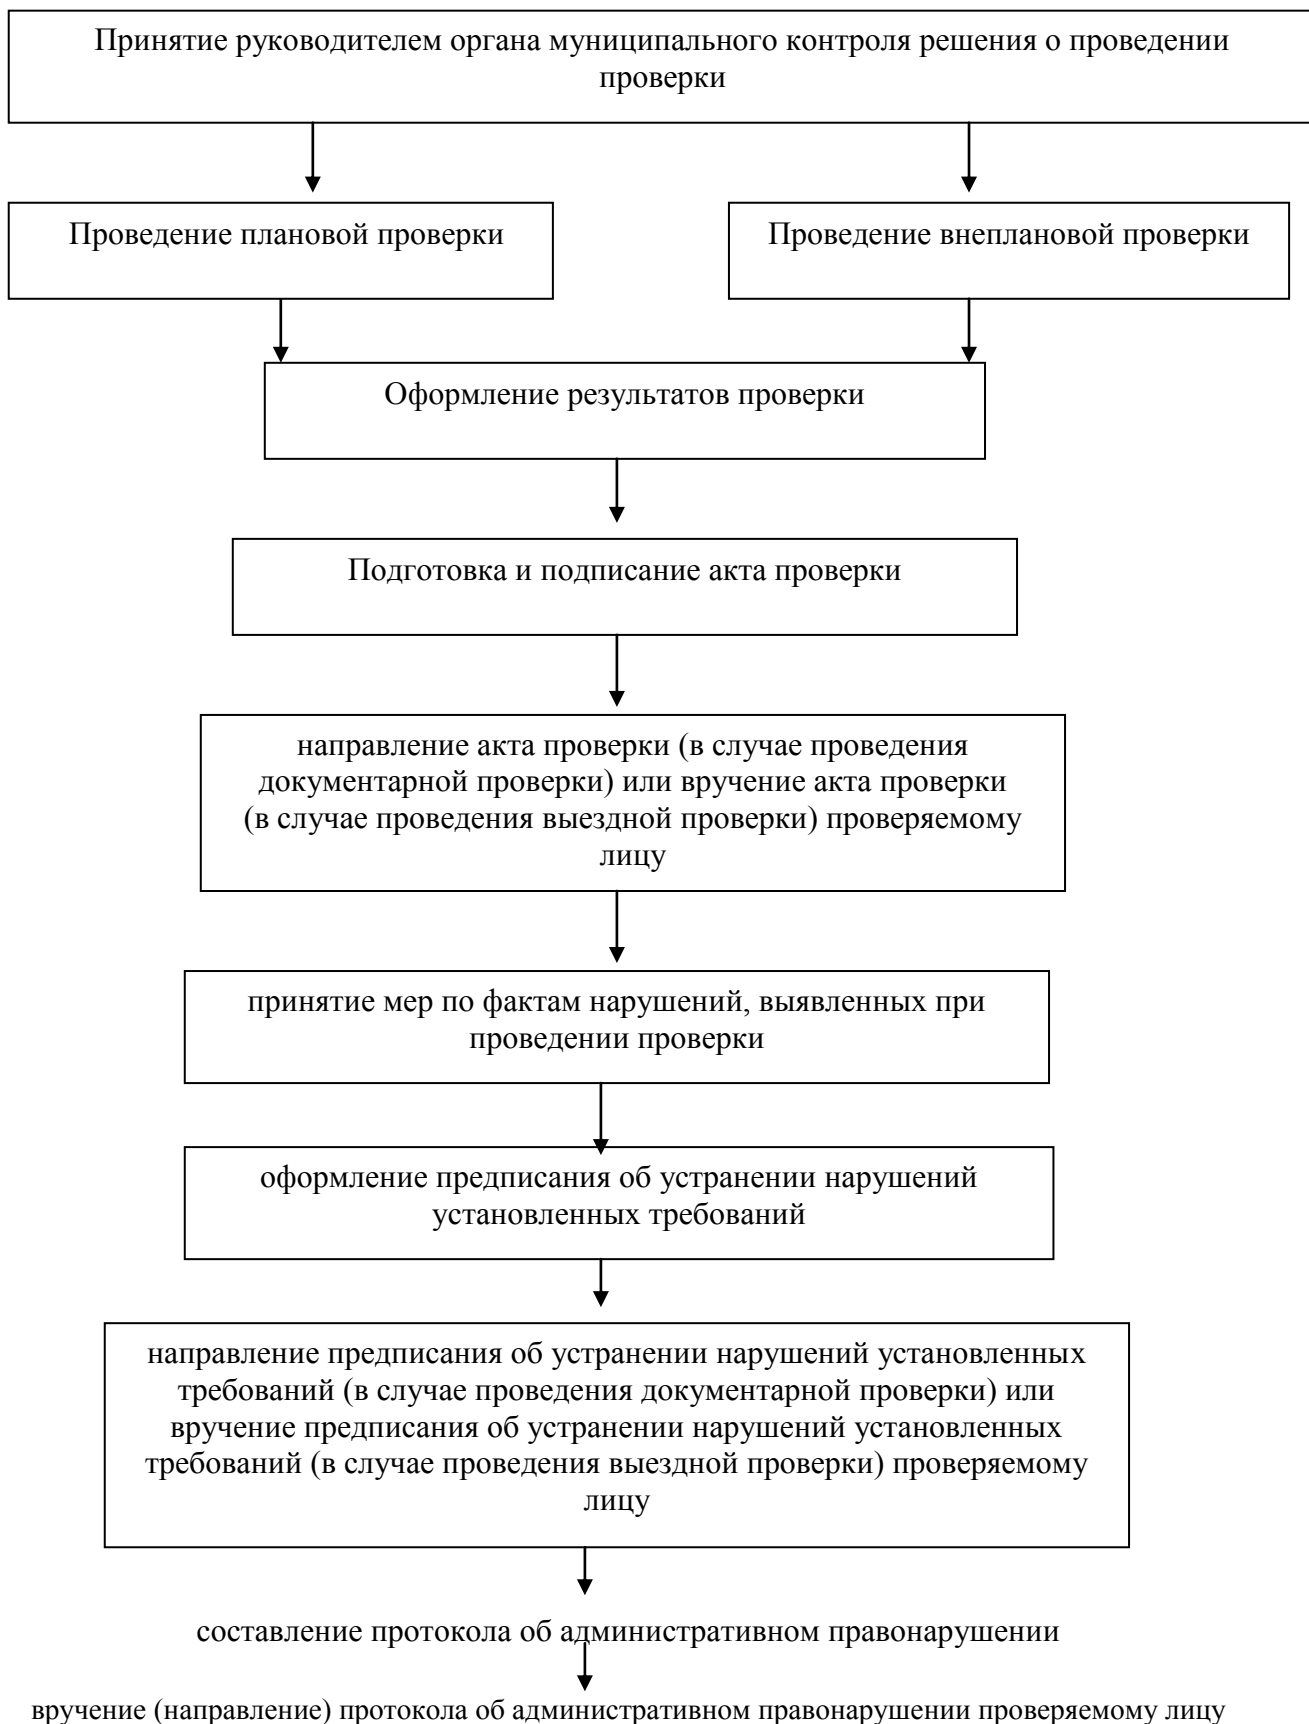 Принятие руководителем органа муниципального контроля решения о проведении
проверки
Проведение плановой проверки
Проведение внеплановой проверки
Оформление результатов проверки
Подготовка и подписание акта проверки
направление акта проверки (в случае проведения
документарной проверки) или вручение акта проверки
(в случае проведения выездной проверки) проверяемому
лицу
принятие мер по фактам нарушений, выявленных при
проведении проверки
оформление предписания об устранении нарушений
установленных требований
направление предписания об устранении нарушений установленных
требований (в случае проведения документарной проверки) или
вручение предписания об устранении нарушений установленных
требований (в случае проведения выездной проверки) проверяемому
лицу
составление протокола об административном правонарушении
вручение (направление) протокола об административном правонарушении проверяемому лицу